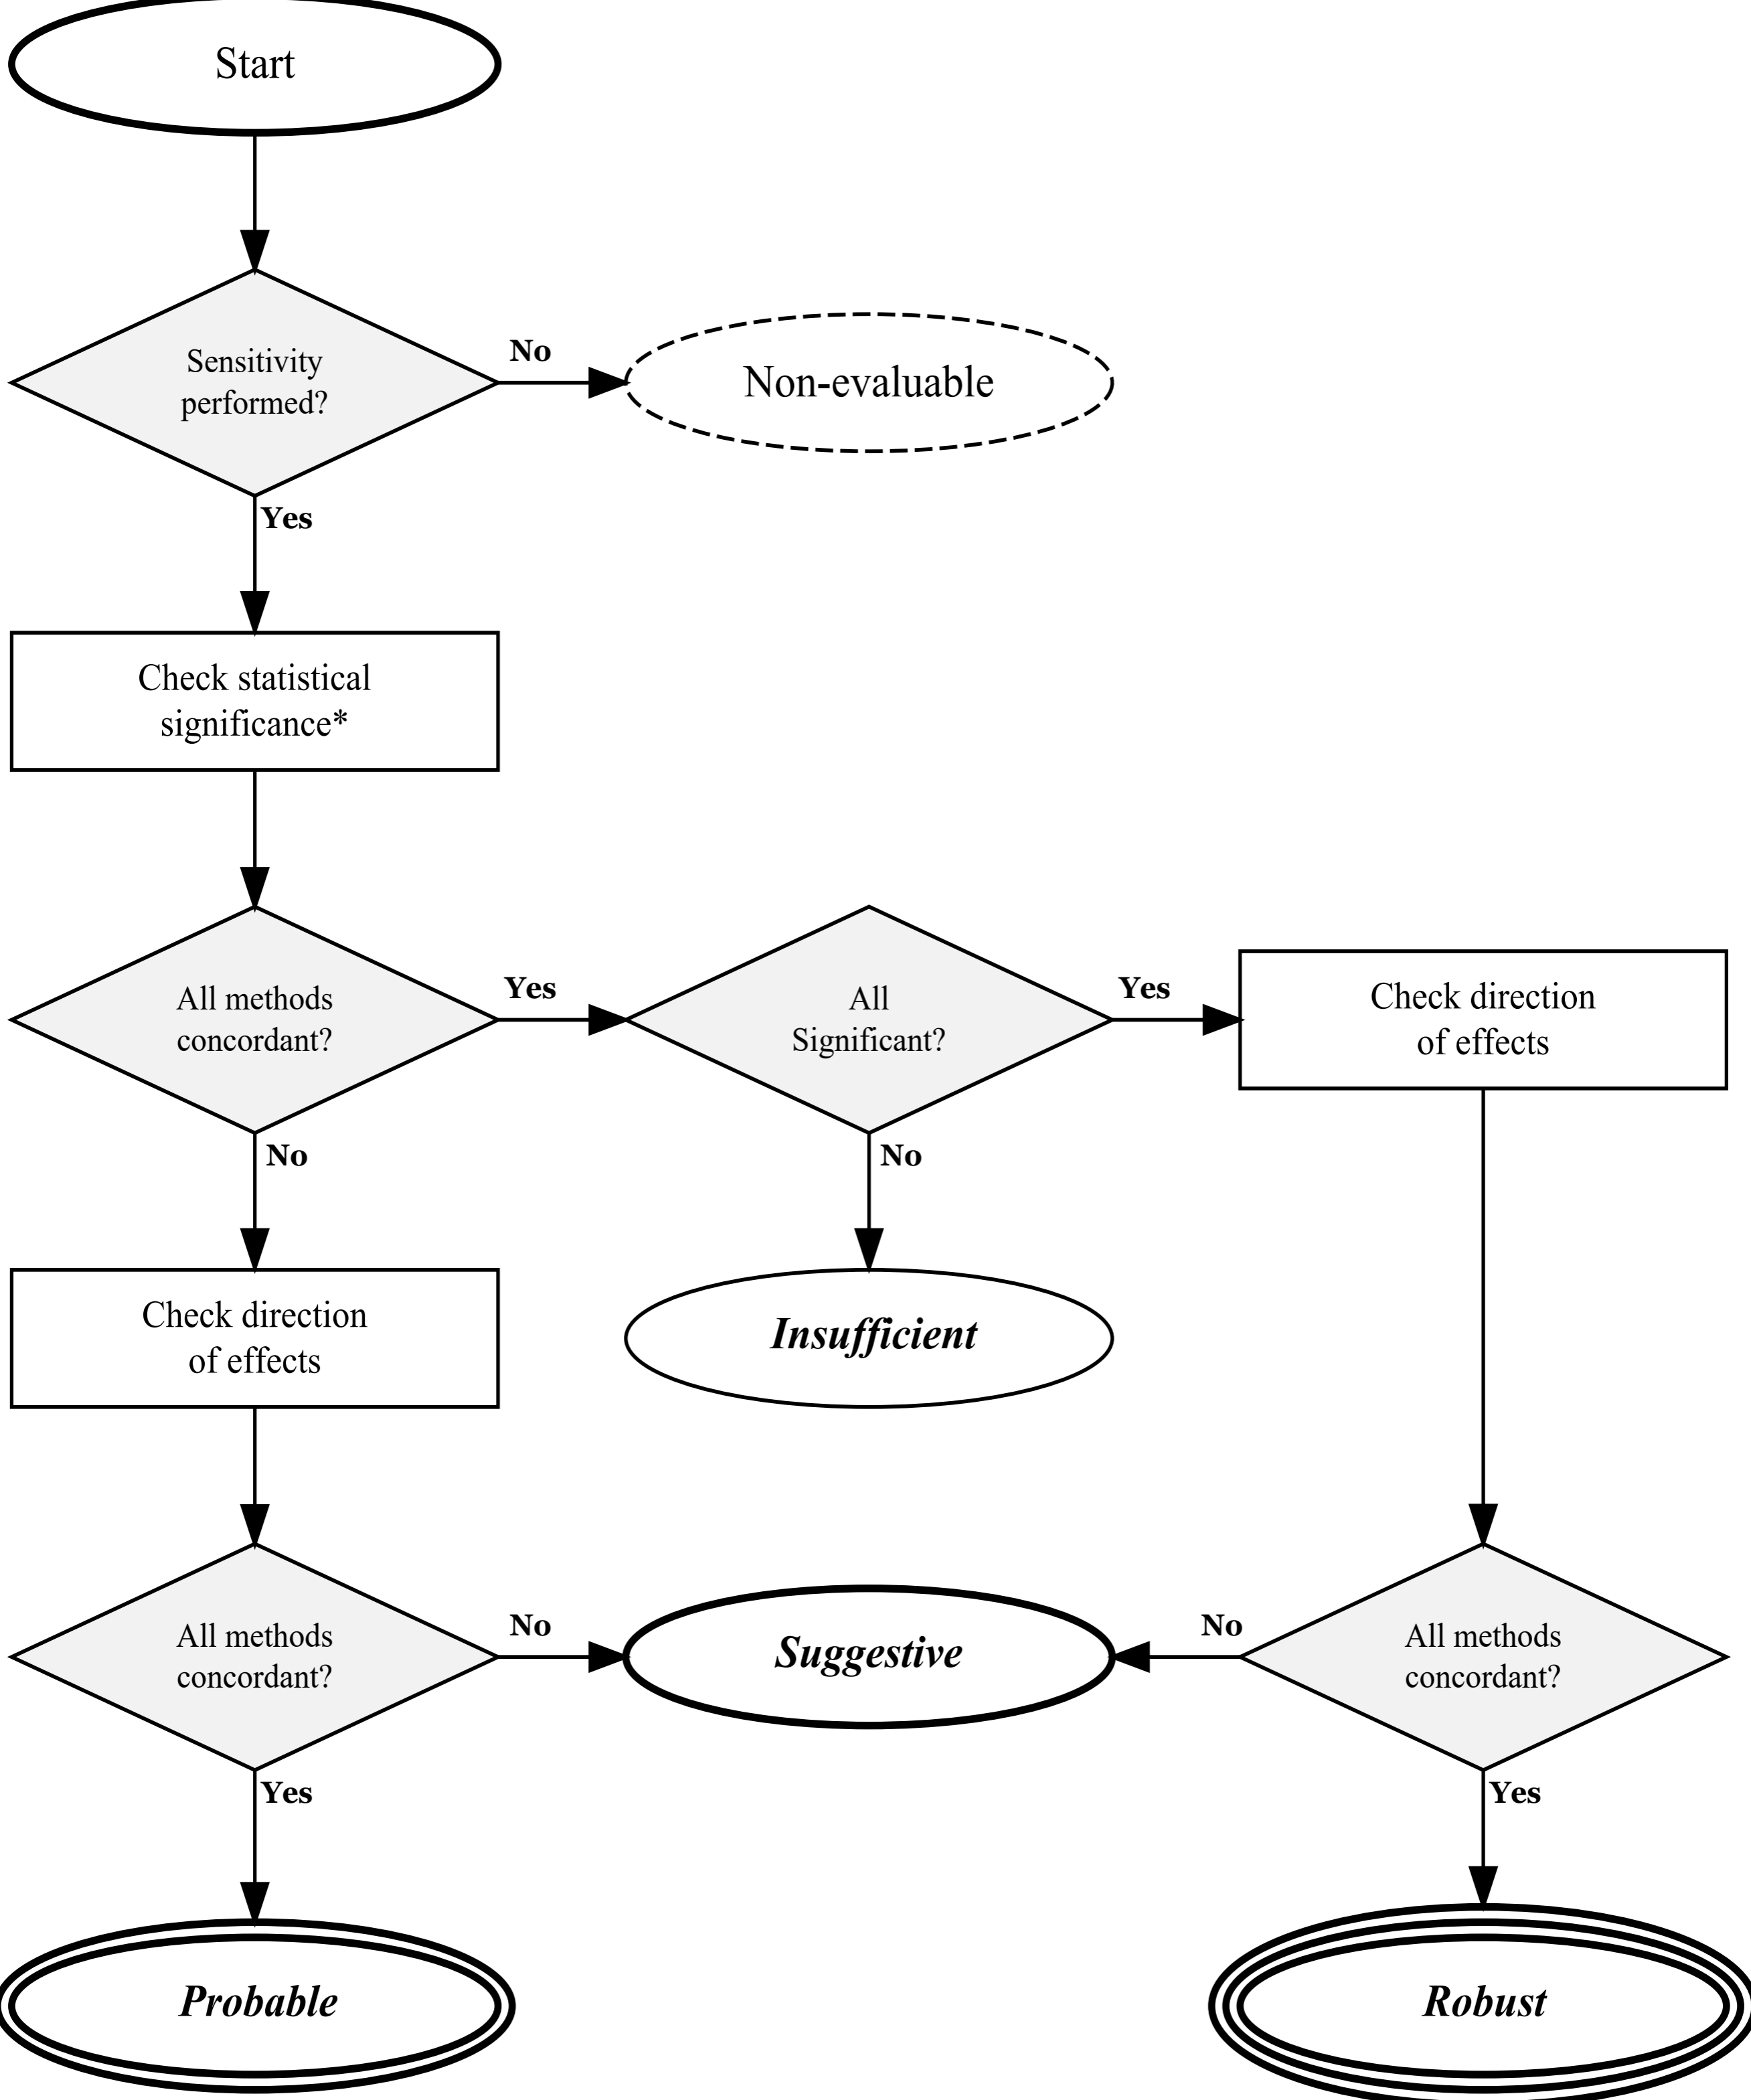 Start
Sensitivity
performed?
No
Non-evaluable
Yes
Check statistical
significance*
All methods
concordant?
Yes
All
Significant?
Yes
Check direction
of effects
No
No
Check direction
of effects
Insufficient
All methods
concordant?
No
Suggestive
No
All methods
concordant?
Yes
Yes
Probable
Robust